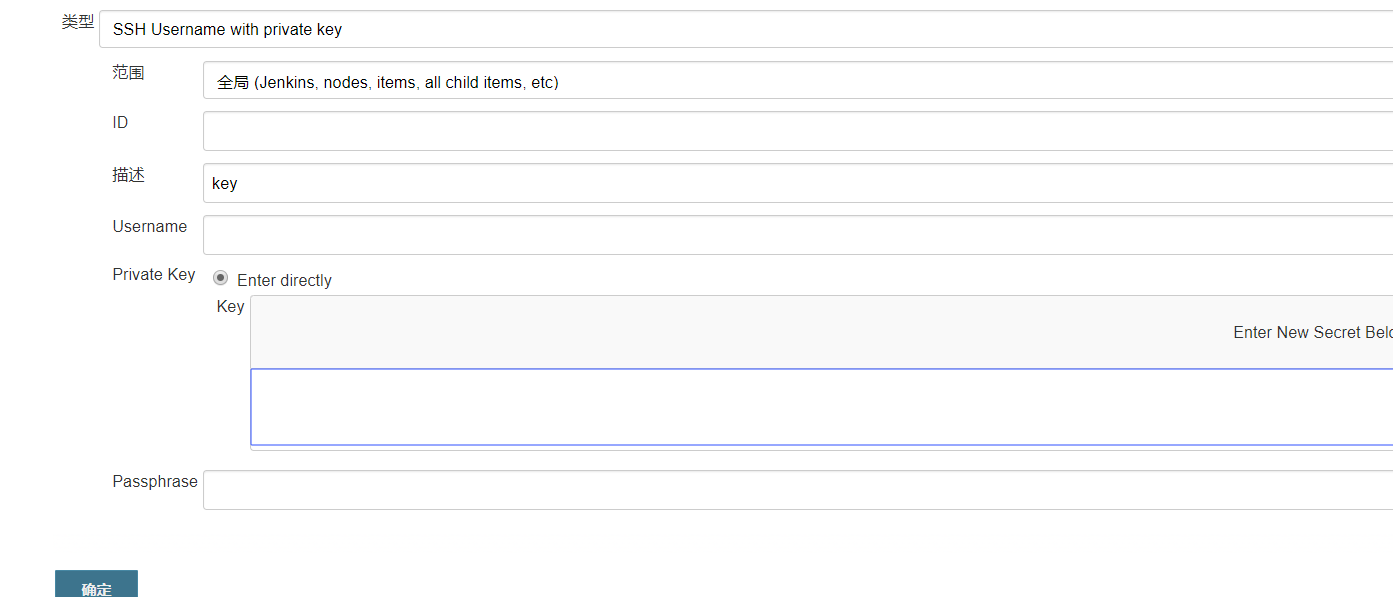 类型 SSH Username with private key
范围 全局 (Jenkins, nodes, items, all child items, etc)
ID
描述 key
Username
Private Key Enter directly
Key
Enter New Secret
Passphrase
确定